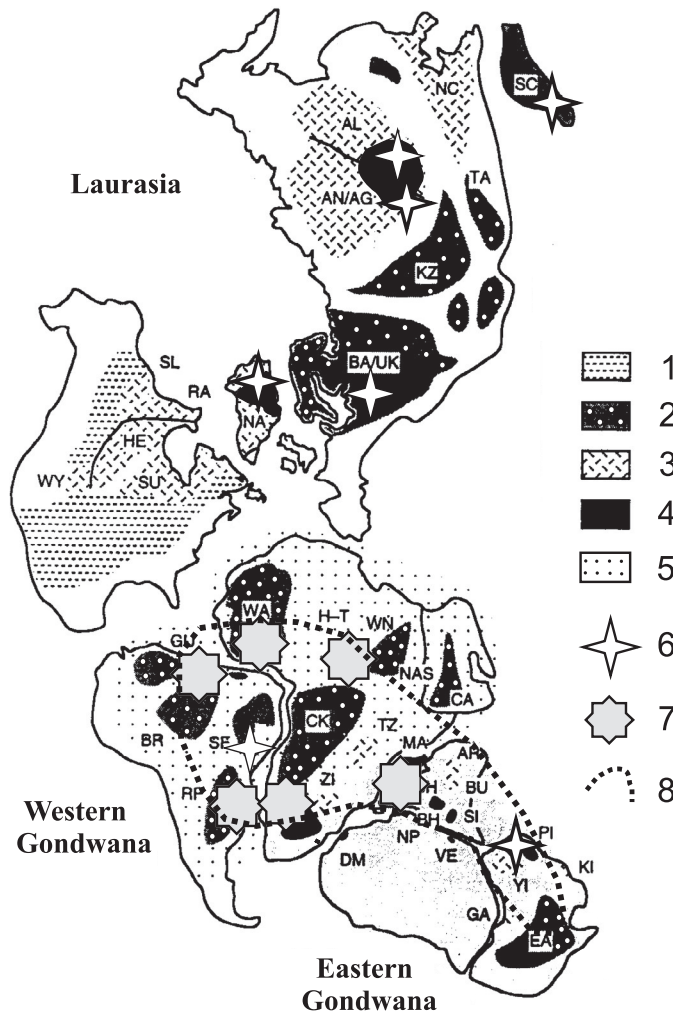 SC
NC
AL
Laurasia
TA
AN/AG
KZ
BA/UK
SL
RA
NA
HE
WY
SU
1
2
3
4
5
6
7
8
WA
H–T
WN
GU
NAS
CA
CK
TZ
BR
SF
MA
AR
ZI
H
BU
RP
BH
SI
Western
Gondwana
NP
PI
DM
VE
KI
YI
GA
EA
Eastern
Gondwana